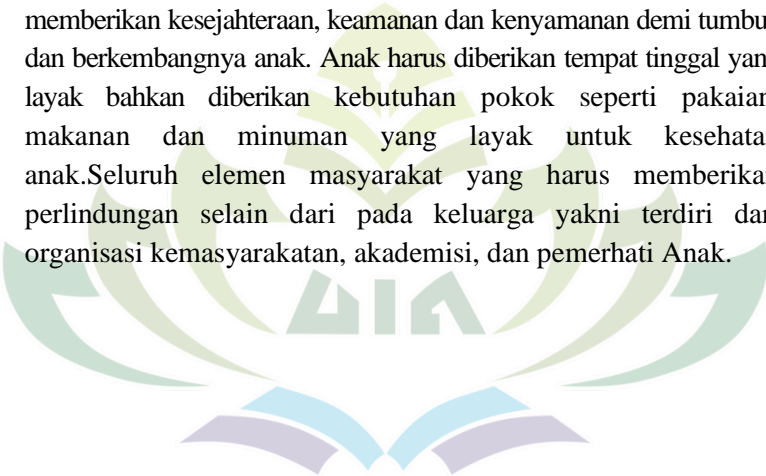 memberikan kesejahteraan, keamanan dan kenyamanan demi tumbu
dan berkembangnya anak. Anak harus diberikan tempat tinggal yan
layak bahkan diberikan kebutuhan pokok seperti pakaian
makanan dan minuman yang layak untuk kesehata
anak.Seluruh elemen masyarakat yang harus memberika
perlindungan selain dari pada keluarga yakni terdiri dar
organisasi kemasyarakatan, akademisi, dan pemerhati Anak.
UIN